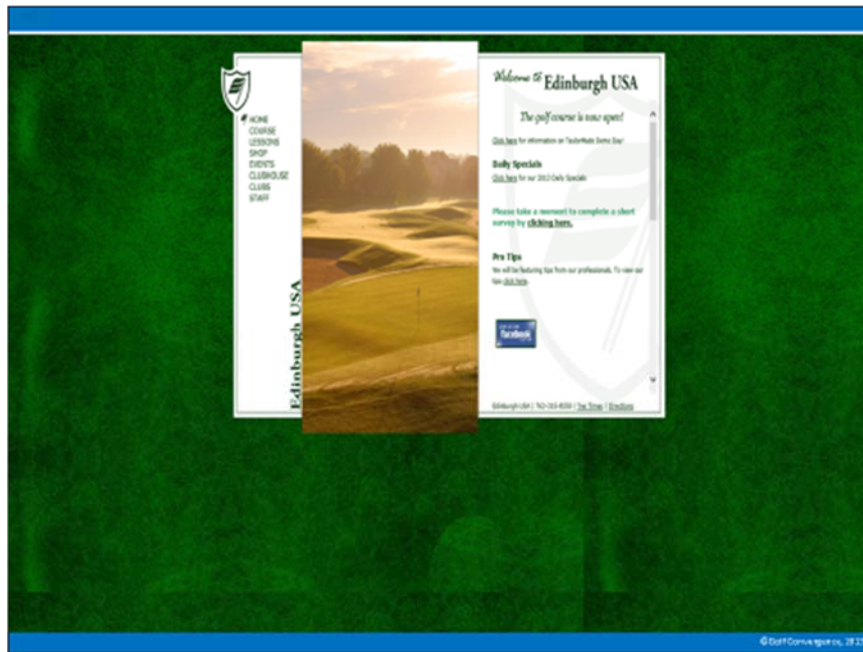 Welcome to Edinburgh USA
The golf course is now open!
Click here for information on TaylorMade Demo Day!
HOME
COURSE
LESSONS
SHOP
EVENTS
CLUBHOUSE
CLUBS
STAFF
Edinburgh USA
Daily Specials
Click here for our 2013 Daily Specials
Please take a moment to complete a short
survey by clicking here.
Pro Tips
We will be featuring tips from our professionals. To view our
tips click here.
facebook
Edinburgh USA | Tee Times | Directions
© Golf Convergence, 2013